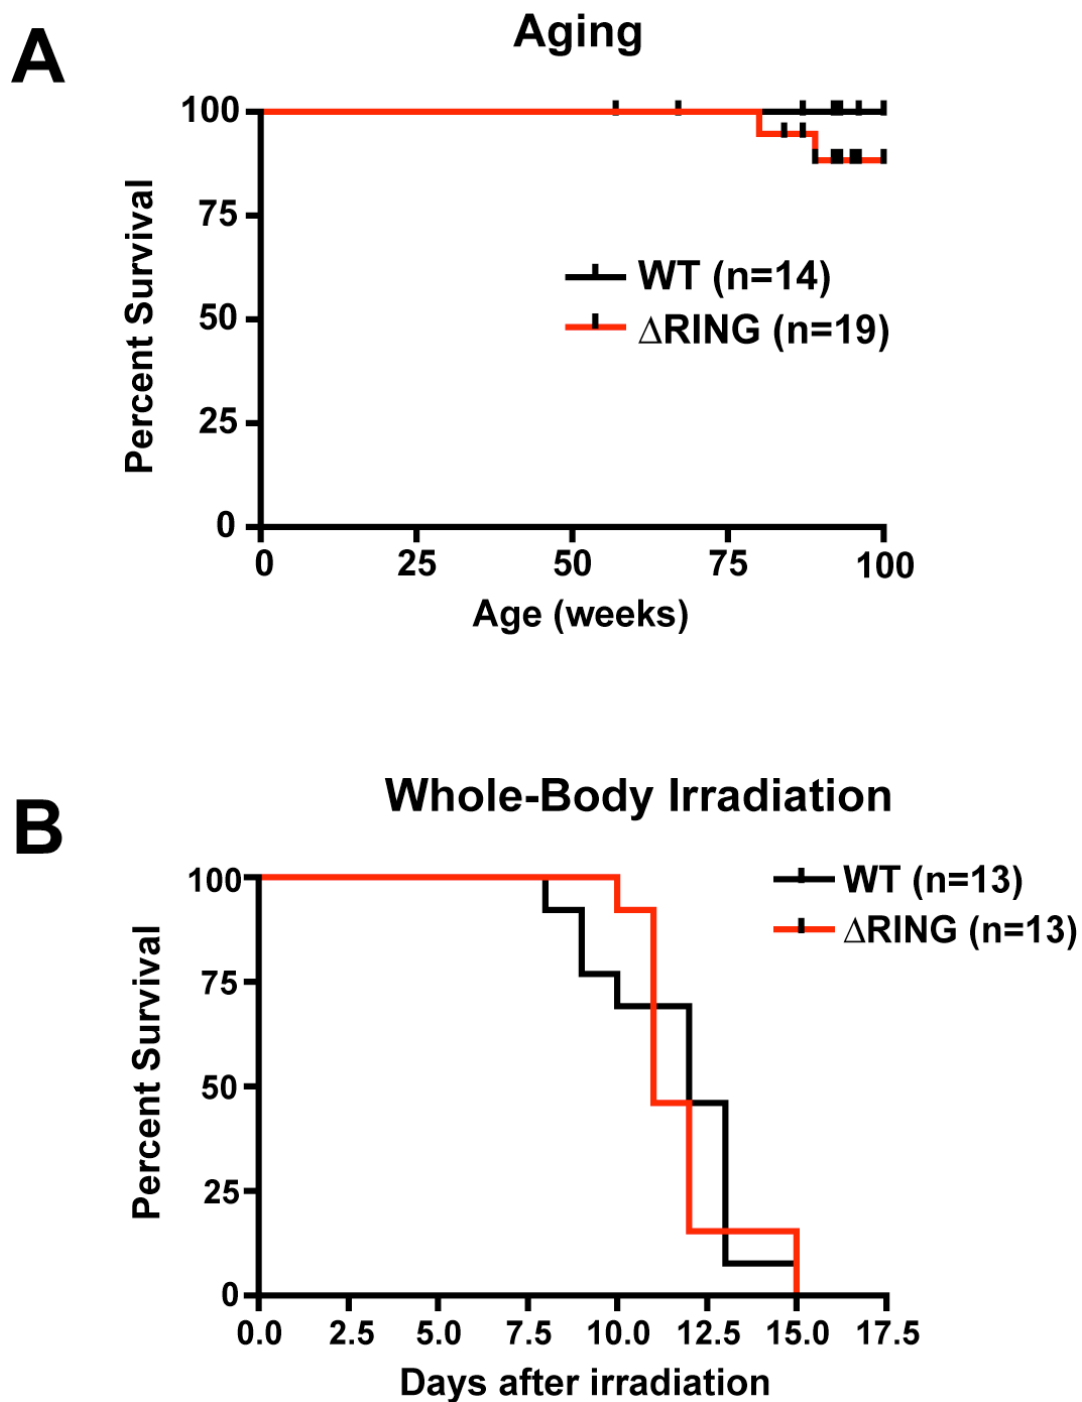 A
Aging
Percent Survival
100
75
50
25
0
WT (n=14)
ΔRING (n=19)
0 25 50 75 100
Age (weeks)
B
Whole-Body Irradiation
Percent Survival
100
75
50
25
0
WT (n=13)
ΔRING (n=13)
0.0 2.5 5.0 7.5 10.0 12.5 15.0 17.5
Days after irradiation